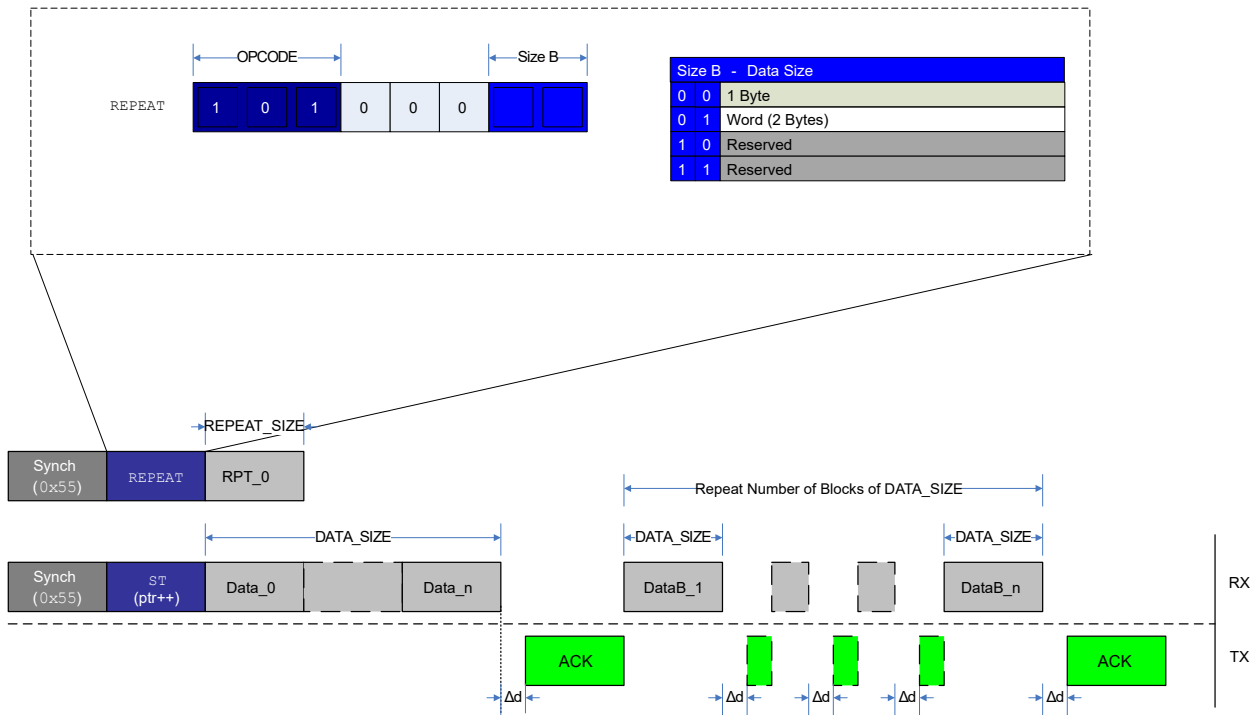 OPCODE
Size B
REPEAT
1 0 1 0 0 0
Size B - Data Size
0 0 1 Byte
0 1 Word (2 Bytes)
1 0 Reserved
1 1 Reserved
REPEAT_SIZE
Synch
(0x55)
REPEAT
RPT_0
Repeat Number of Blocks of DATA_SIZE
DATA_SIZE
DATA_SIZE
DATA_SIZE
Synch
(0x55)
ST
(ptr++)
Data_0
Data_n
DataB_1
DataB_n
RX
ACK
ACK
TX
Δd
Δd
Δd
Δd
Δd